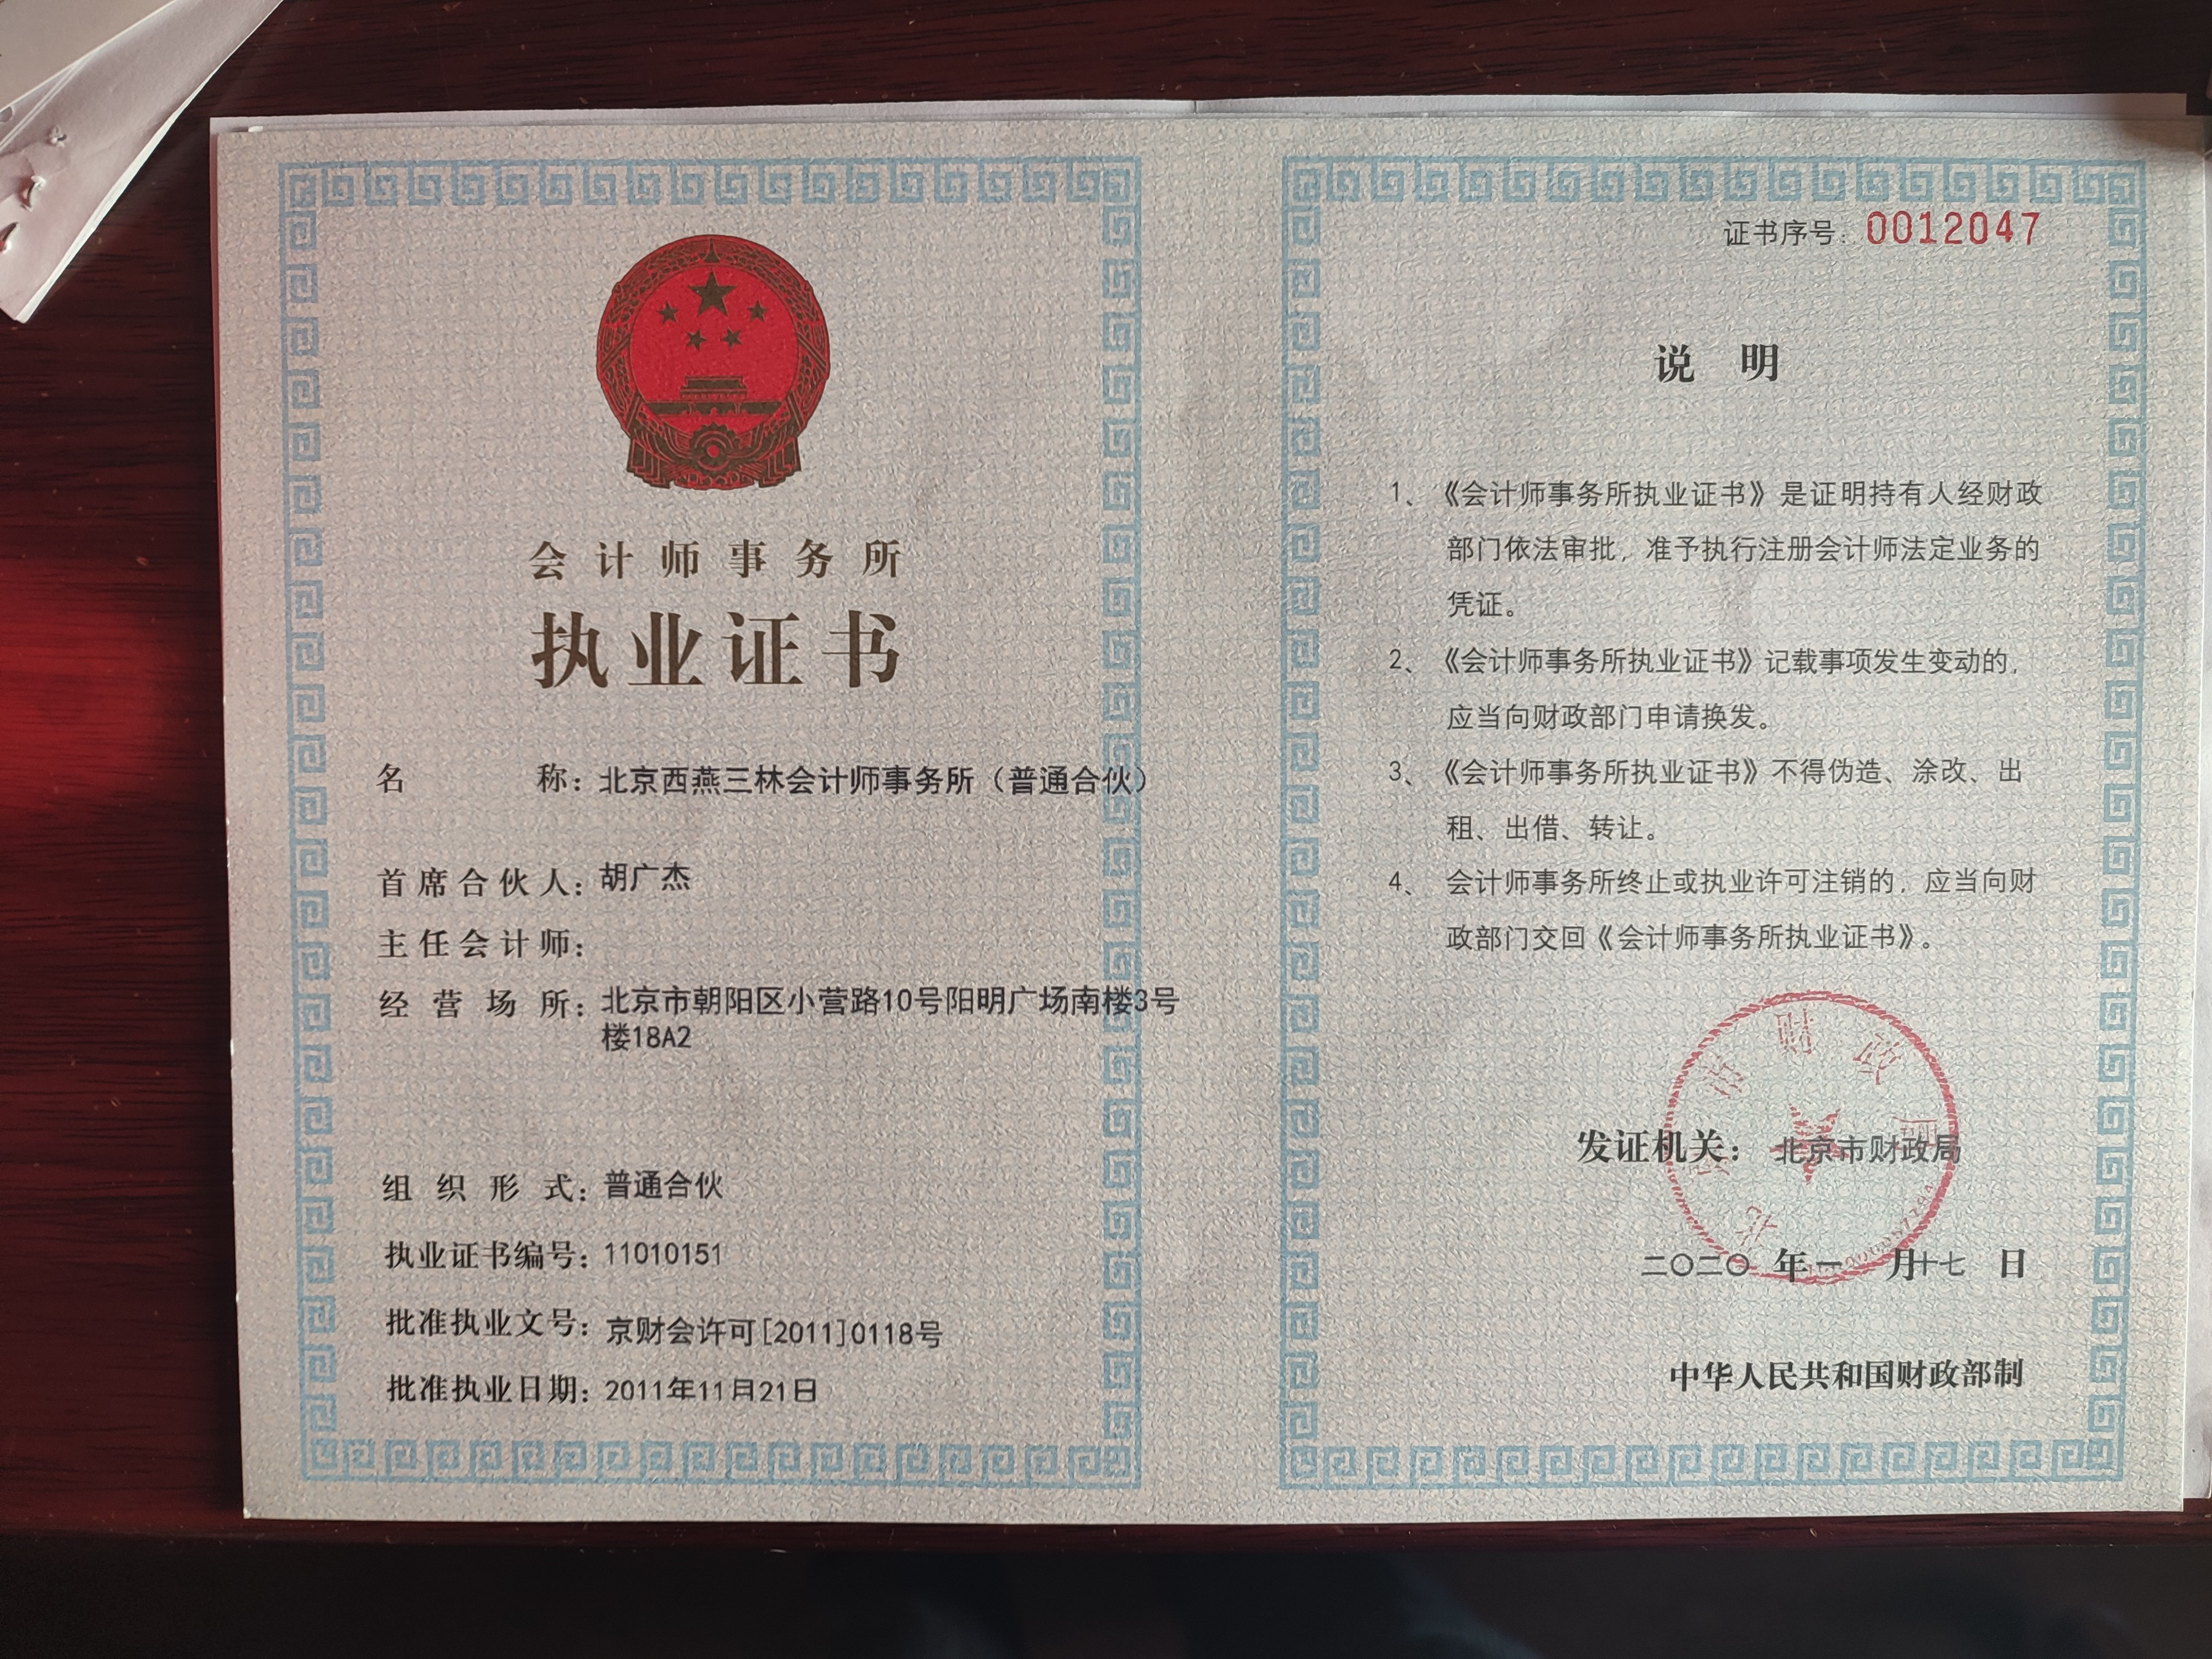 会计师事务所
执业证书
名称：北京西燕三林会计师事务所（普通合伙）
首席合伙人：胡广杰
主任会计师：
经营场所：北京市朝阳区小营路10号阳明广场南楼3号
楼18A2
组织形式：普通合伙
执业证书编号：11010151
批准执业文号：京财会许可[2011]0118号
批准执业日期：2011年11月21日
证书序号：0012047
说明
1、《会计师事务所执业证书》是证明持有人经财政
部门依法审批，准予执行注册会计师法定业务的
凭证。
2、《会计师事务所执业证书》记载事项发生变动的，
应当向财政部门申请换发。
3、《会计师事务所执业证书》不得伪造、涂改、出
租、出借、转让。
4、会计师事务所终止或执业许可注销的，应当向财
政部门交回《会计师事务所执业证书》。
北京市财政局
发证机关：北京市财政局
二〇二〇年一月十七日
中华人民共和国财政部制